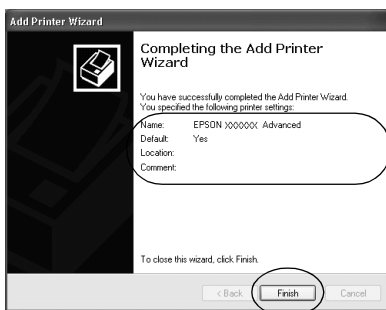 Add Printer Wizard
Completing the Add Printer
Wizard
You have successfully completed the Add Printer Wizard.
You specified the following printer settings:
Name: EPSON XXXXXX Advanced
Default: Yes
Location:
Comment:
To close this wizard, click Finish.
< Back Finish Cancel